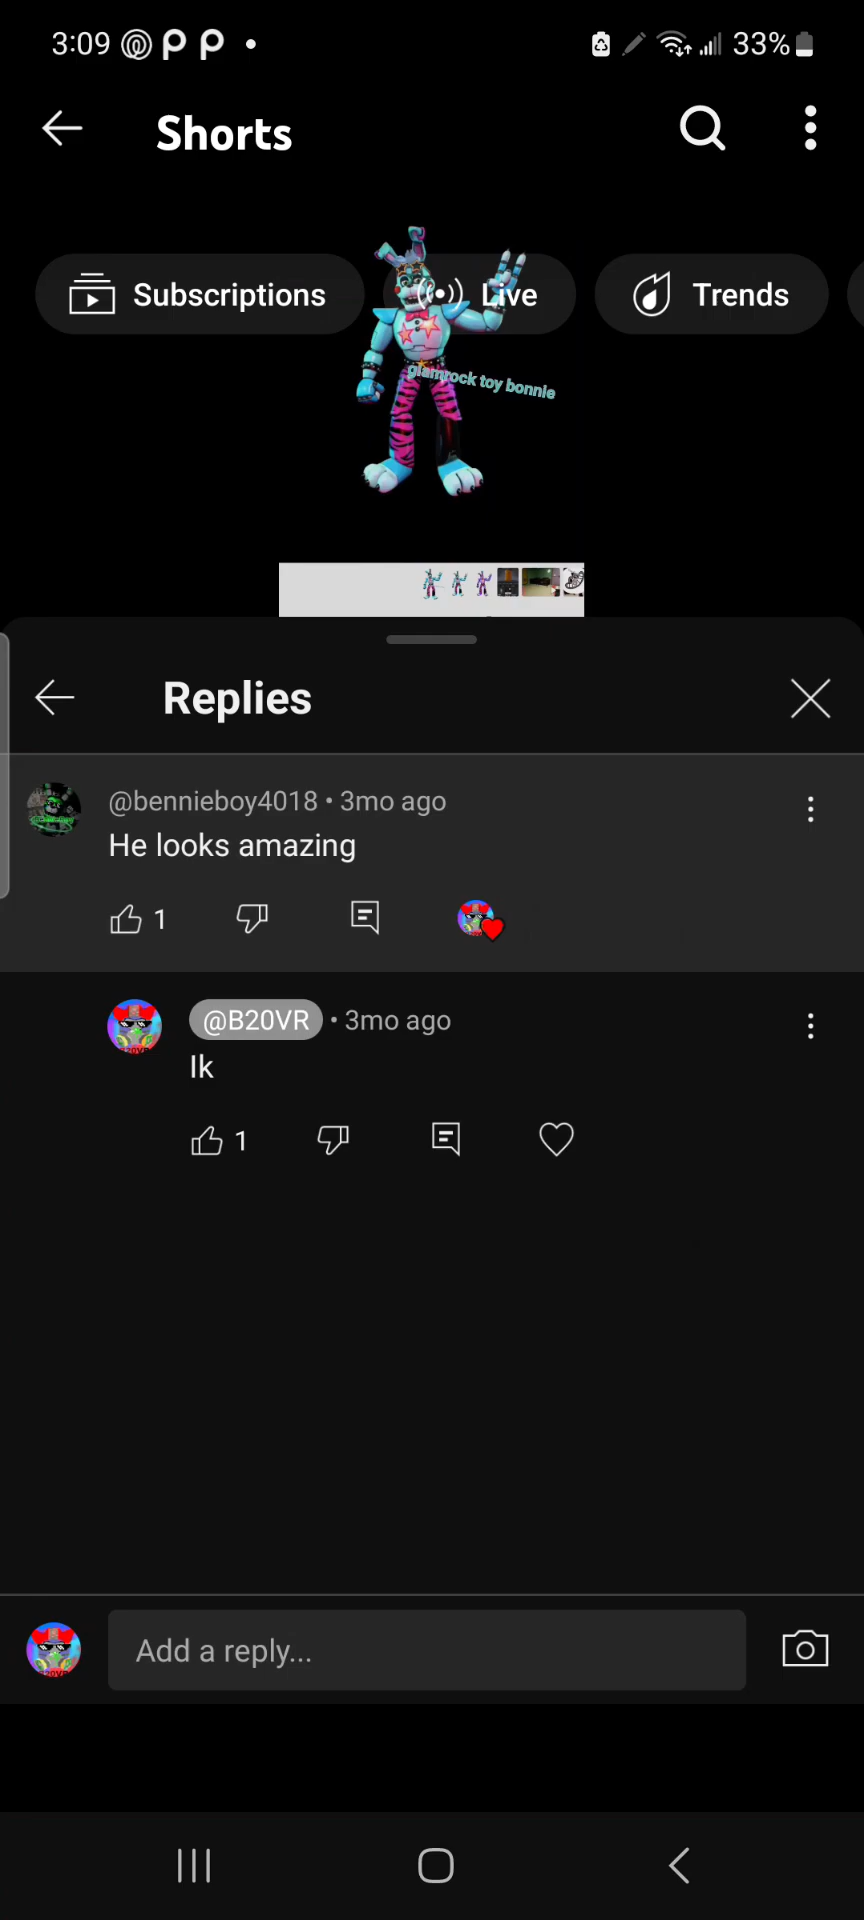 3:09 33%
Shorts
Subscriptions Live Trends
glamrock toy bonnie
Replies
@bennieboy4018 • 3mo ago
He looks amazing
1
@B20VR • 3mo ago
Ik
1
Add a reply...